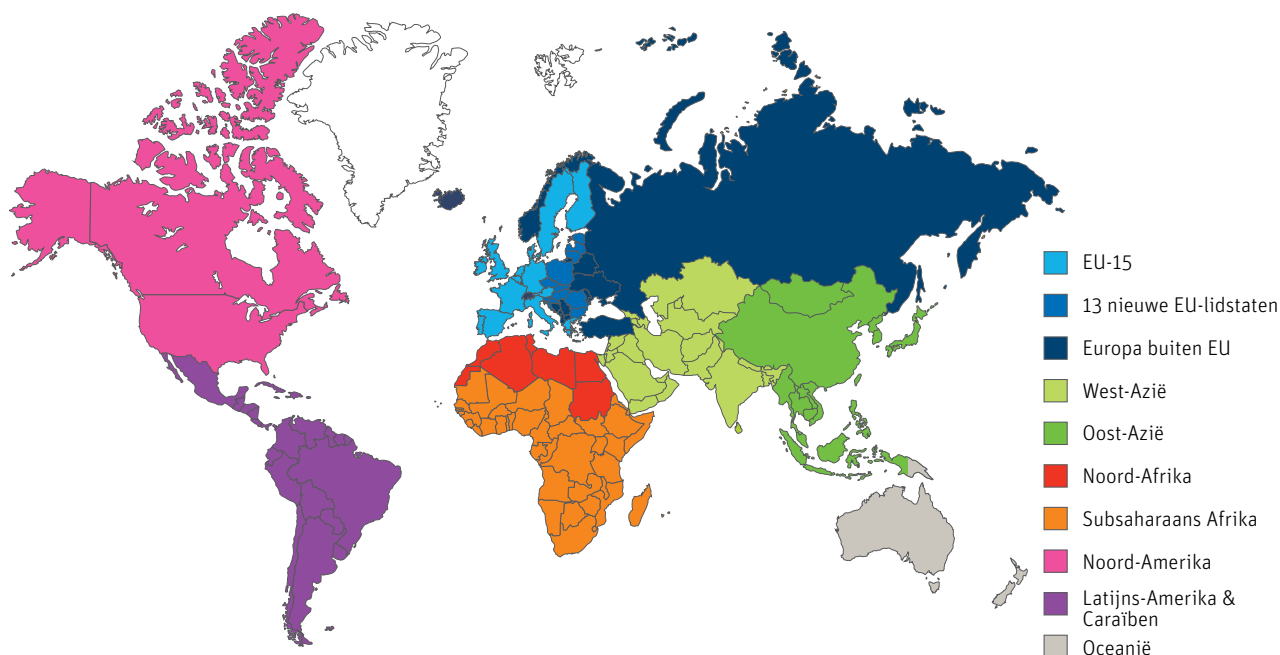 EU-15
13 nieuwe EU-lidstaten
Europa buiten EU
West-Azië
Oost-Azië
Noord-Afrika
Subsaharaans Afrika
Noord-Amerika
Latijns-Amerika &
Caraïben
Oceanië